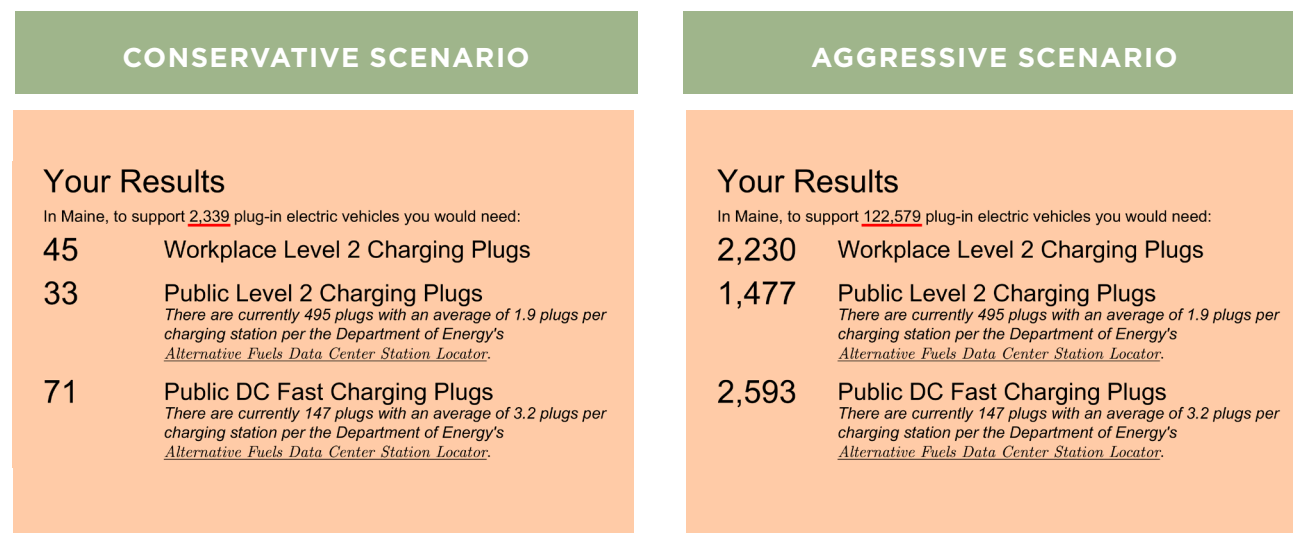 CONSERVATIVE SCENARIO
Your Results
In Maine, to support 2,339 plug-in electric vehicles you would need:
45 Workplace Level 2 Charging Plugs
33 Public Level 2 Charging Plugs
There are currently 495 plugs with an average of 1.9 plugs per
charging station per the Department of Energy's
Alternative Fuels Data Center Station Locator.
71 Public DC Fast Charging Plugs
There are currently 147 plugs with an average of 3.2 plugs per
charging station per the Department of Energy's
Alternative Fuels Data Center Station Locator.
AGGRESSIVE SCENARIO
Your Results
In Maine, to support 122,579 plug-in electric vehicles you would need:
2,230 Workplace Level 2 Charging Plugs
1,477 Public Level 2 Charging Plugs
There are currently 495 plugs with an average of 1.9 plugs per
charging station per the Department of Energy's
Alternative Fuels Data Center Station Locator.
2,593 Public DC Fast Charging Plugs
There are currently 147 plugs with an average of 3.2 plugs per
charging station per the Department of Energy's
Alternative Fuels Data Center Station Locator.